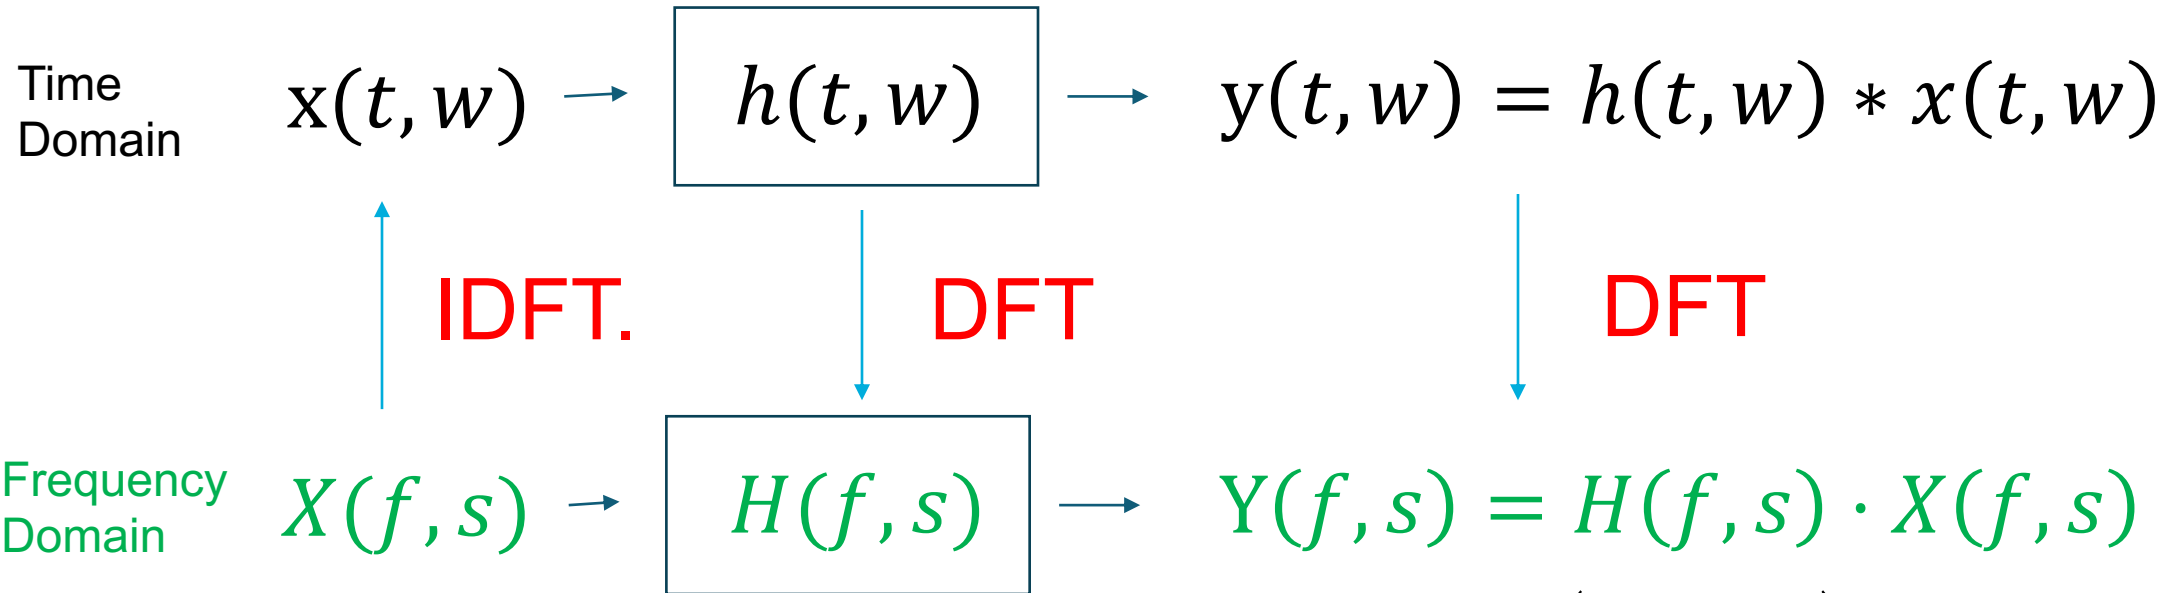 Time
Domain
x(t, w)
h(t, w)
y(t, w) = h(t, w) ∗ x(t, w)
IDFT.
DFT
DFT
Frequency
Domain
X(f, s)
H(f, s)
Y(f, s) = H(f, s) · X(f, s)